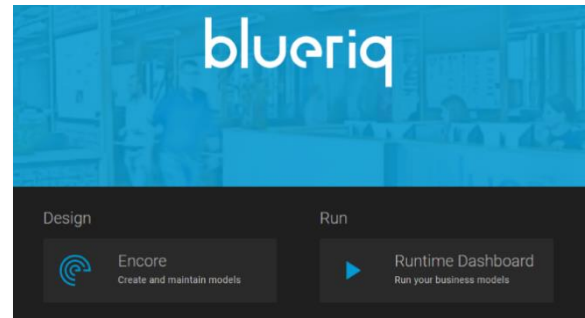 blueriq
Design
Run
Encore
Create and maintain models
Runtime Dashboard
Run your business models